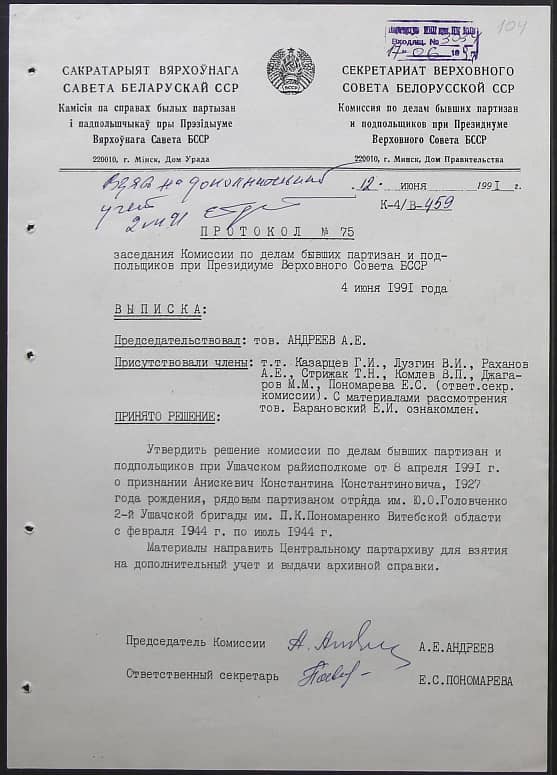 104
Входящ. № 3034
17 06
САКРАТАРЫЯТ ВЯРХОЎНАГА
САВЕТА БЕЛАРУСКАЙ ССР
Камісія па справах былых партызан
і падпольшчыкаў пры Прэзідыуме
Вярхоўнага Савета БССР
220010, г. Мінск, Дом Урада
СЕКРЕТАРИАТ ВЕРХОВНОГО
СОВЕТА БЕЛОРУССКОЙ ССР
Комиссия по делам бывших партизан
и подпольщиков при Президиуме
Верховного Совета БССР
220010, г. Минск, Дом Правительства
Взять на дополнительный
учет
"12" июня 1991 г.
К-4/В-459
ПРОТОКОЛ № 75
заседания Комиссии по делам бывших партизан и под-
польщиков при Президиуме Верховного Совета БССР
4 июня 1991 года
ВЫПИСКА:
Председательствовал: тов. АНДРЕЕВ А.Е.
Присутствовали члены: т.т. Казарцев Г.И., Лузгин В.И., Раханов
А.Е., Стрижак Т.Н., Комлев В.П., Джага-
ров М.М., Пономарева Е.С. (ответ.секр.
комиссии). С материалами рассмотрения
тов. Барановский Е.И. ознакомлен.
ПРИНЯТО РЕШЕНИЕ:
Утвердить решение комиссии по делам бывших партизан и
подпольщиков при Ушачском райисполкоме от 8 апреля 1991 г.
о признании Анискевич Константина Константиновича, 1927
года рождения, рядовым партизаном отряда им. Ю.О.Головченко
2-й Ушачской бригады им. П.К.Пономаренко Витебской области
с февраля 1944 г. по июль 1944 г.
Материалы направить Центральному партархиву для взятия
на дополнительный учет и выдачи архивной справки.
Председатель Комиссии А.Е.АНДРЕЕВ
Ответственный секретарь Е.С.ПОНОМАРЕВА